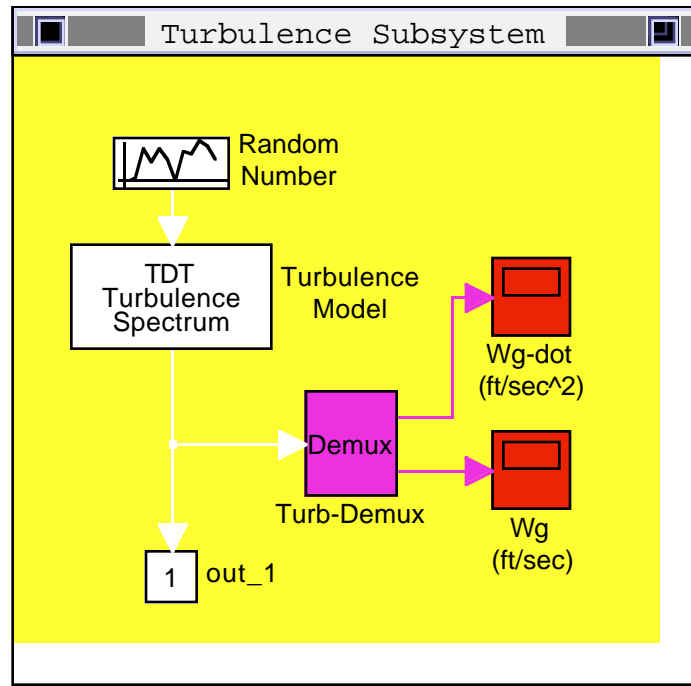 Turbulence Subsystem
Random
Number
TDT
Turbulence
Spectrum
Turbulence
Model
Wg-dot
(ft/sec^2)
Demux
Turb-Demux
Wg
(ft/sec)
1
out_1